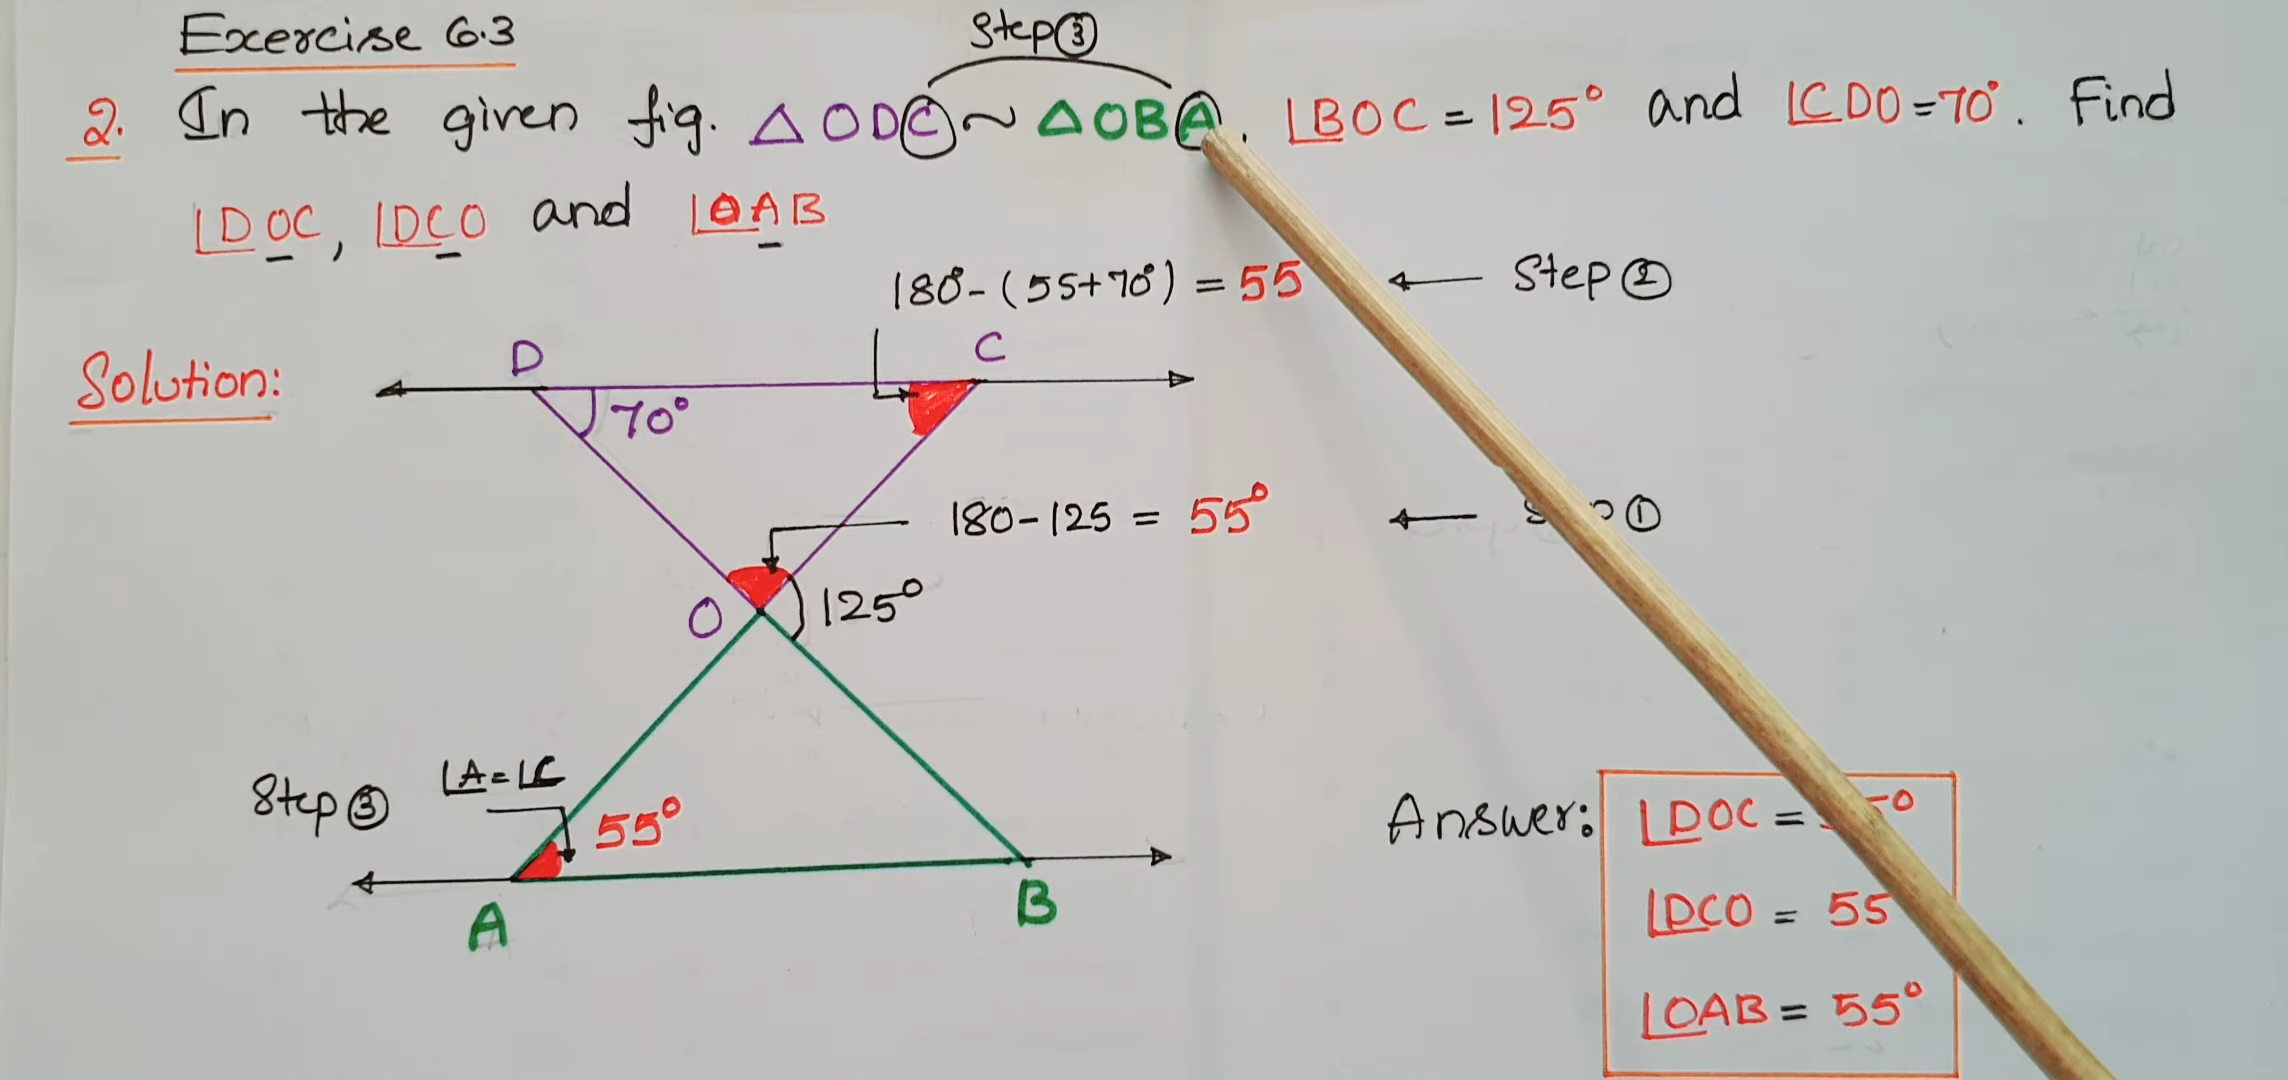 Exercise 6.3
Step③
2. In the given fig. △ODC ~ △OBA. ∠BOC = 125° and ∠CDO = 70°. Find
∠DOC, ∠DCO and ∠OAB
180° - (55+70°) = 55 ← Step②
Solution:
D C
70°
180-125 = 55° ← ①
O 125°
Step③ ∠A=∠C
55°
A B
Answer: ∠DOC = 
∠DCO = 55
∠OAB = 55°